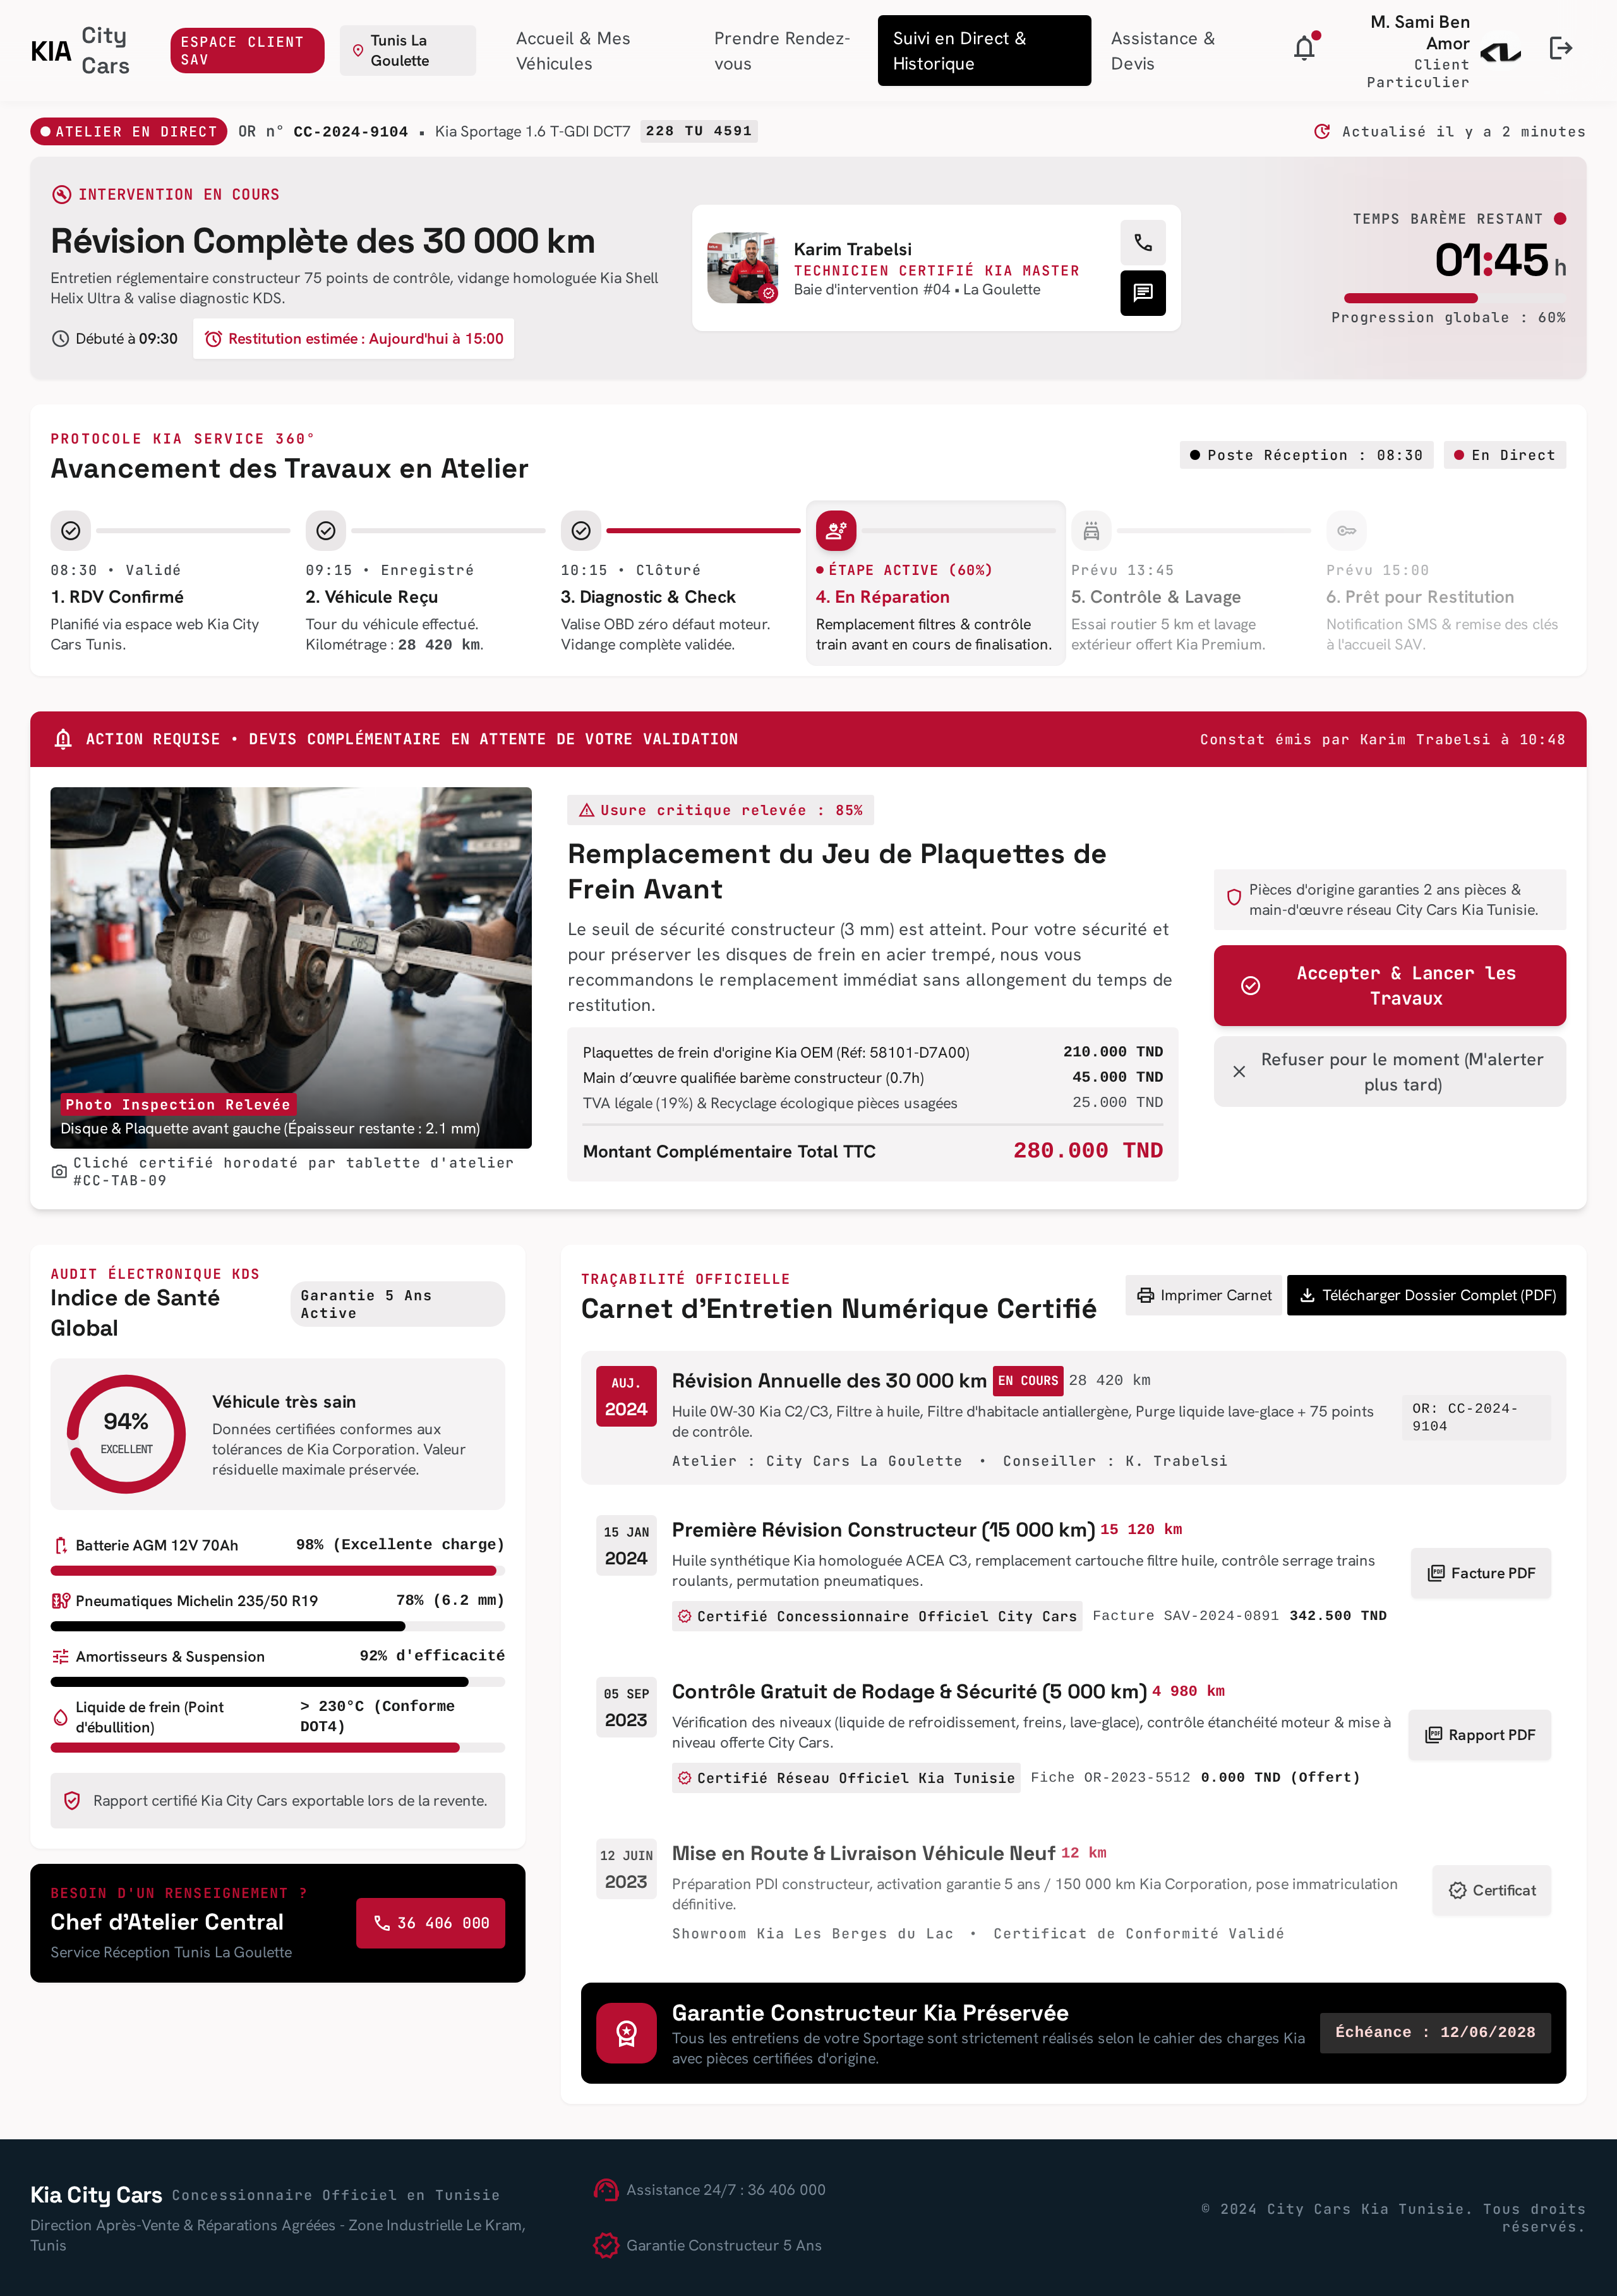 KIA City Cars
ESPACE CLIENT SAV
Tunis La Goulette
Accueil & Mes Véhicules
Prendre Rendez-vous
Suivi en Direct & Historique
Assistance & Devis
M. Sami Ben Amor
Client Particulier
ATELIER EN DIRECT OR n° CC-2024-9104 • Kia Sportage 1.6 T-GDI DCT7 228 TU 4591
Actualisé il y a 2 minutes
INTERVENTION EN COURS
Révision Complète des 30 000 km
Entretien réglementaire constructeur 75 points de contrôle, vidange homologuée Kia Shell
Helix Ultra & valise diagnostic KDS.
Débuté à 09:30
Restitution estimée : Aujourd'hui à 15:00
Karim Trabelsi
TECHNICIEN CERTIFIÉ KIA MASTER
Baie d'intervention #04 • La Goulette
TEMPS BARÈME RESTANT
01:45 h
Progression globale : 60%
PROTOCOLE KIA SERVICE 360°
Avancement des Travaux en Atelier
Poste Réception : 08:30
En Direct
08:30 • Validé
1. RDV Confirmé
Planifié via espace web Kia City
Cars Tunis.
09:15 • Enregistré
2. Véhicule Reçu
Tour du véhicule effectué.
Kilométrage : 28 420 km.
10:15 • Clôturé
3. Diagnostic & Check
Valise OBD zéro défaut moteur.
Vidange complète validée.
ÉTAPE ACTIVE (60%)
4. En Réparation
Remplacement filtres & contrôle
train avant en cours de finalisation.
Prévu 13:45
5. Contrôle & Lavage
Essai routier 5 km et lavage
extérieur offert Kia Premium.
Prévu 15:00
6. Prêt pour Restitution
Notification SMS & remise des clés
à l'accueil SAV.
ACTION REQUISE • DEVIS COMPLÉMENTAIRE EN ATTENTE DE VOTRE VALIDATION
Constat émis par Karim Trabelsi à 10:48
Photo Inspection Relevée
Disque & Plaquette avant gauche (Épaisseur restante : 2.1 mm)
Cliché certifié horodaté par tablette d'atelier
#CC-TAB-09
Usure critique relevée : 85%
Remplacement du Jeu de Plaquettes de
Frein Avant
Le seuil de sécurité constructeur (3 mm) est atteint. Pour votre sécurité et
pour préserver les disques de frein en acier trempé, nous vous
recommandons le remplacement immédiat sans allongement du temps de
restitution.
Plaquettes de frein d'origine Kia OEM (Réf: 58101-D7A00) 210.000 TND
Main d'œuvre qualifiée barème constructeur (0.7h) 45.000 TND
TVA légale (19%) & Recyclage écologique pièces usagées 25.000 TND
Montant Complémentaire Total TTC 280.000 TND
Pièces d'origine garanties 2 ans pièces &
main-d'œuvre réseau City Cars Kia Tunisie.
Accepter & Lancer les
Travaux
Refuser pour le moment (M'alerter
plus tard)
AUDIT ÉLECTRONIQUE KDS
Indice de Santé
Global
Garantie 5 Ans
Active
94%
EXCELLENT
Véhicule très sain
Données certifiées conformes aux
tolérances de Kia Corporation. Valeur
résiduelle maximale préservée.
Batterie AGM 12V 70Ah 98% (Excellente charge)
Pneumatiques Michelin 235/50 R19 78% (6.2 mm)
Amortisseurs & Suspension 92% d'efficacité
Liquide de frein (Point
d'ébullition)
> 230°C (Conforme
DOT4)
Rapport certifié Kia City Cars exportable lors de la revente.
BESOIN D'UN RENSEIGNEMENT ?
Chef d'Atelier Central
Service Réception Tunis La Goulette
36 406 000
TRAÇABILITÉ OFFICIELLE
Carnet d'Entretien Numérique Certifié
Imprimer Carnet
Télécharger Dossier Complet (PDF)
AUJ.
2024
Révision Annuelle des 30 000 km EN COURS 28 420 km
Huile 0W-30 Kia C2/C3, Filtre à huile, Filtre d'habitacle antiallergène, Purge liquide lave-glace + 75 points
de contrôle.
Atelier : City Cars La Goulette • Conseiller : K. Trabelsi
OR: CC-2024-
9104
15 JAN
2024
Première Révision Constructeur (15 000 km) 15 120 km
Huile synthétique Kia homologuée ACEA C3, remplacement cartouche filtre huile, contrôle serrage trains
roulants, permutation pneumatiques.
Certifié Concessionnaire Officiel City Cars Facture SAV-2024-0891 342.500 TND
Facture PDF
05 SEP
2023
Contrôle Gratuit de Rodage & Sécurité (5 000 km) 4 980 km
Vérification des niveaux (liquide de refroidissement, freins, lave-glace), contrôle étanchéité moteur & mise à
niveau offerte City Cars.
Certifié Réseau Officiel Kia Tunisie Fiche OR-2023-5512 0.000 TND (Offert)
Rapport PDF
12 JUIN
2023
Mise en Route & Livraison Véhicule Neuf 12 km
Préparation PDI constructeur, activation garantie 5 ans / 150 000 km Kia Corporation, pose immatriculation
définitive.
Showroom Kia Les Berges du Lac • Certificat de Conformité Validé
Certificat
Garantie Constructeur Kia Préservée
Tous les entretiens de votre Sportage sont strictement réalisés selon le cahier des charges Kia
avec pièces certifiées d'origine.
Échéance : 12/06/2028
Kia City Cars Concessionnaire Officiel en Tunisie
Direction Après-Vente & Réparations Agréées - Zone Industrielle Le Kram,
Tunis
Assistance 24/7 : 36 406 000
Garantie Constructeur 5 Ans
© 2024 City Cars Kia Tunisie. Tous droits
réservés.